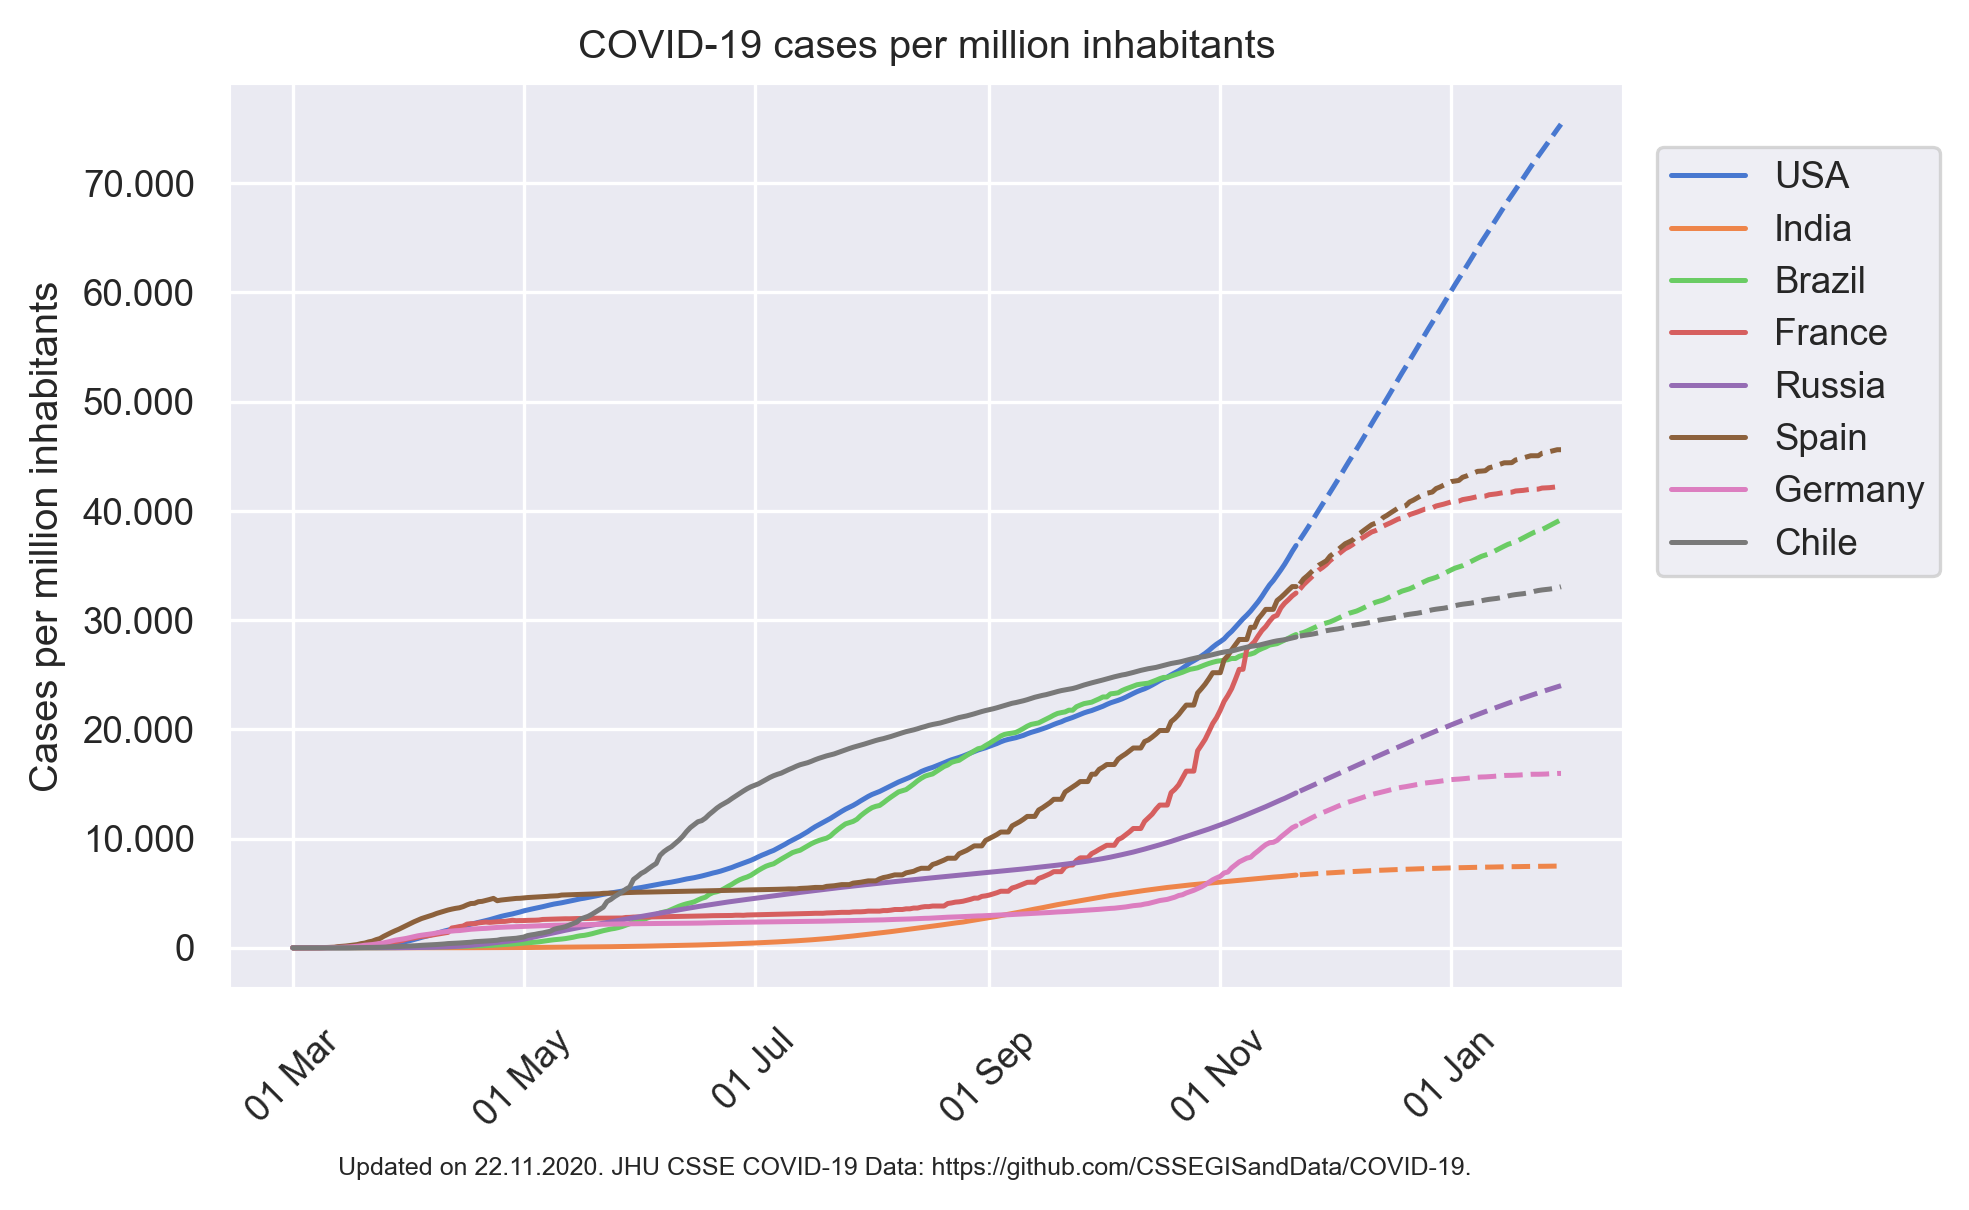 COVID-19 cases per million inhabitants
Cases per million inhabitants
70.000
60.000
50.000
40.000
30.000
20.000
10.000
0
01 Mar
01 May
01 Jul
01 Sep
01 Nov
01 Jan
USA
India
Brazil
France
Russia
Spain
Germany
Chile
Updated on 22.11.2020. JHU CSSE COVID-19 Data: https://github.com/CSSEGISandData/COVID-19.